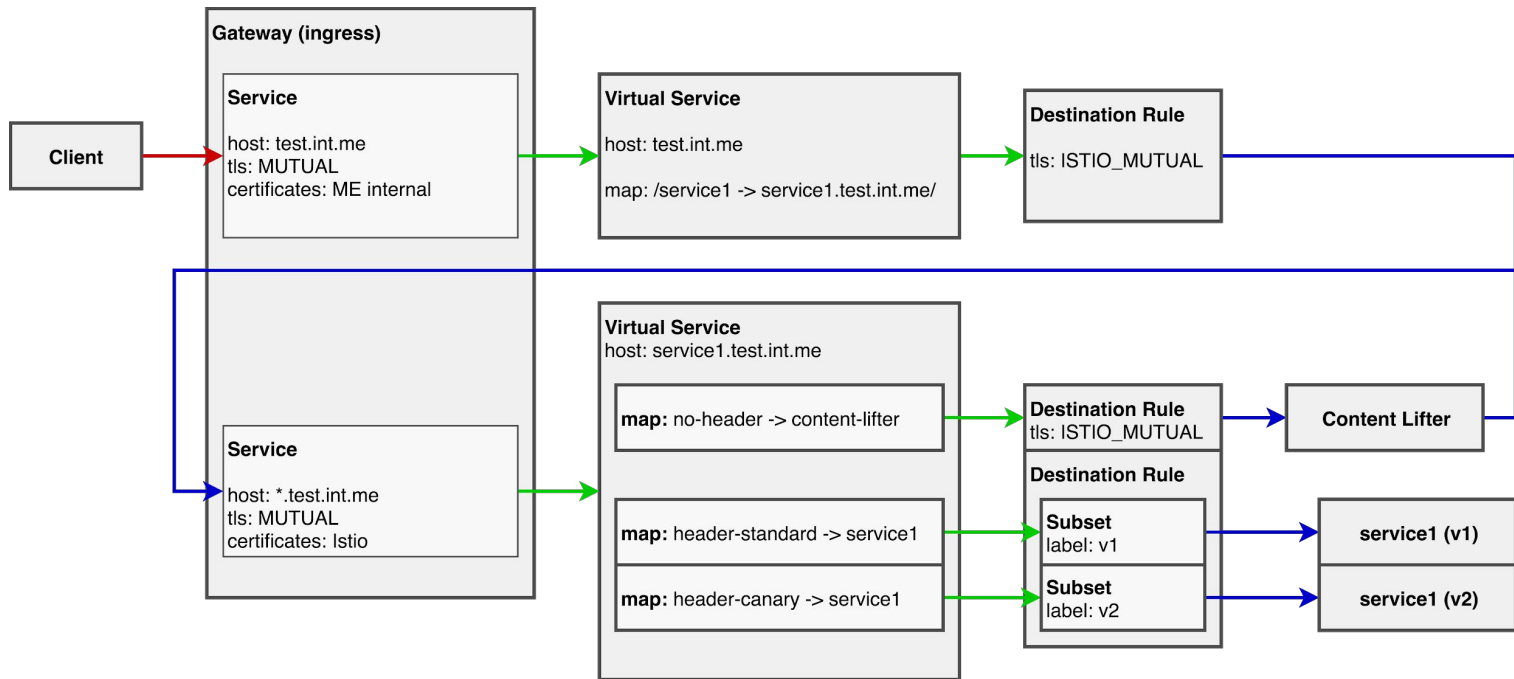 Gateway (ingress)
Client
Service
host: test.int.me
tls: MUTUAL
certificates: ME internal
Virtual Service
host: test.int.me
map: /service1 -> service1.test.int.me/
Destination Rule
tls: ISTIO_MUTUAL
Service
host: *.test.int.me
tls: MUTUAL
certificates: Istio
Virtual Service
host: service1.test.int.me
map: no-header -> content-lifter
map: header-standard -> service1
map: header-canary -> service1
Destination Rule
tls: ISTIO_MUTUAL
Destination Rule
Subset
label: v1
Subset
label: v2
Content Lifter
service1 (v1)
service1 (v2)